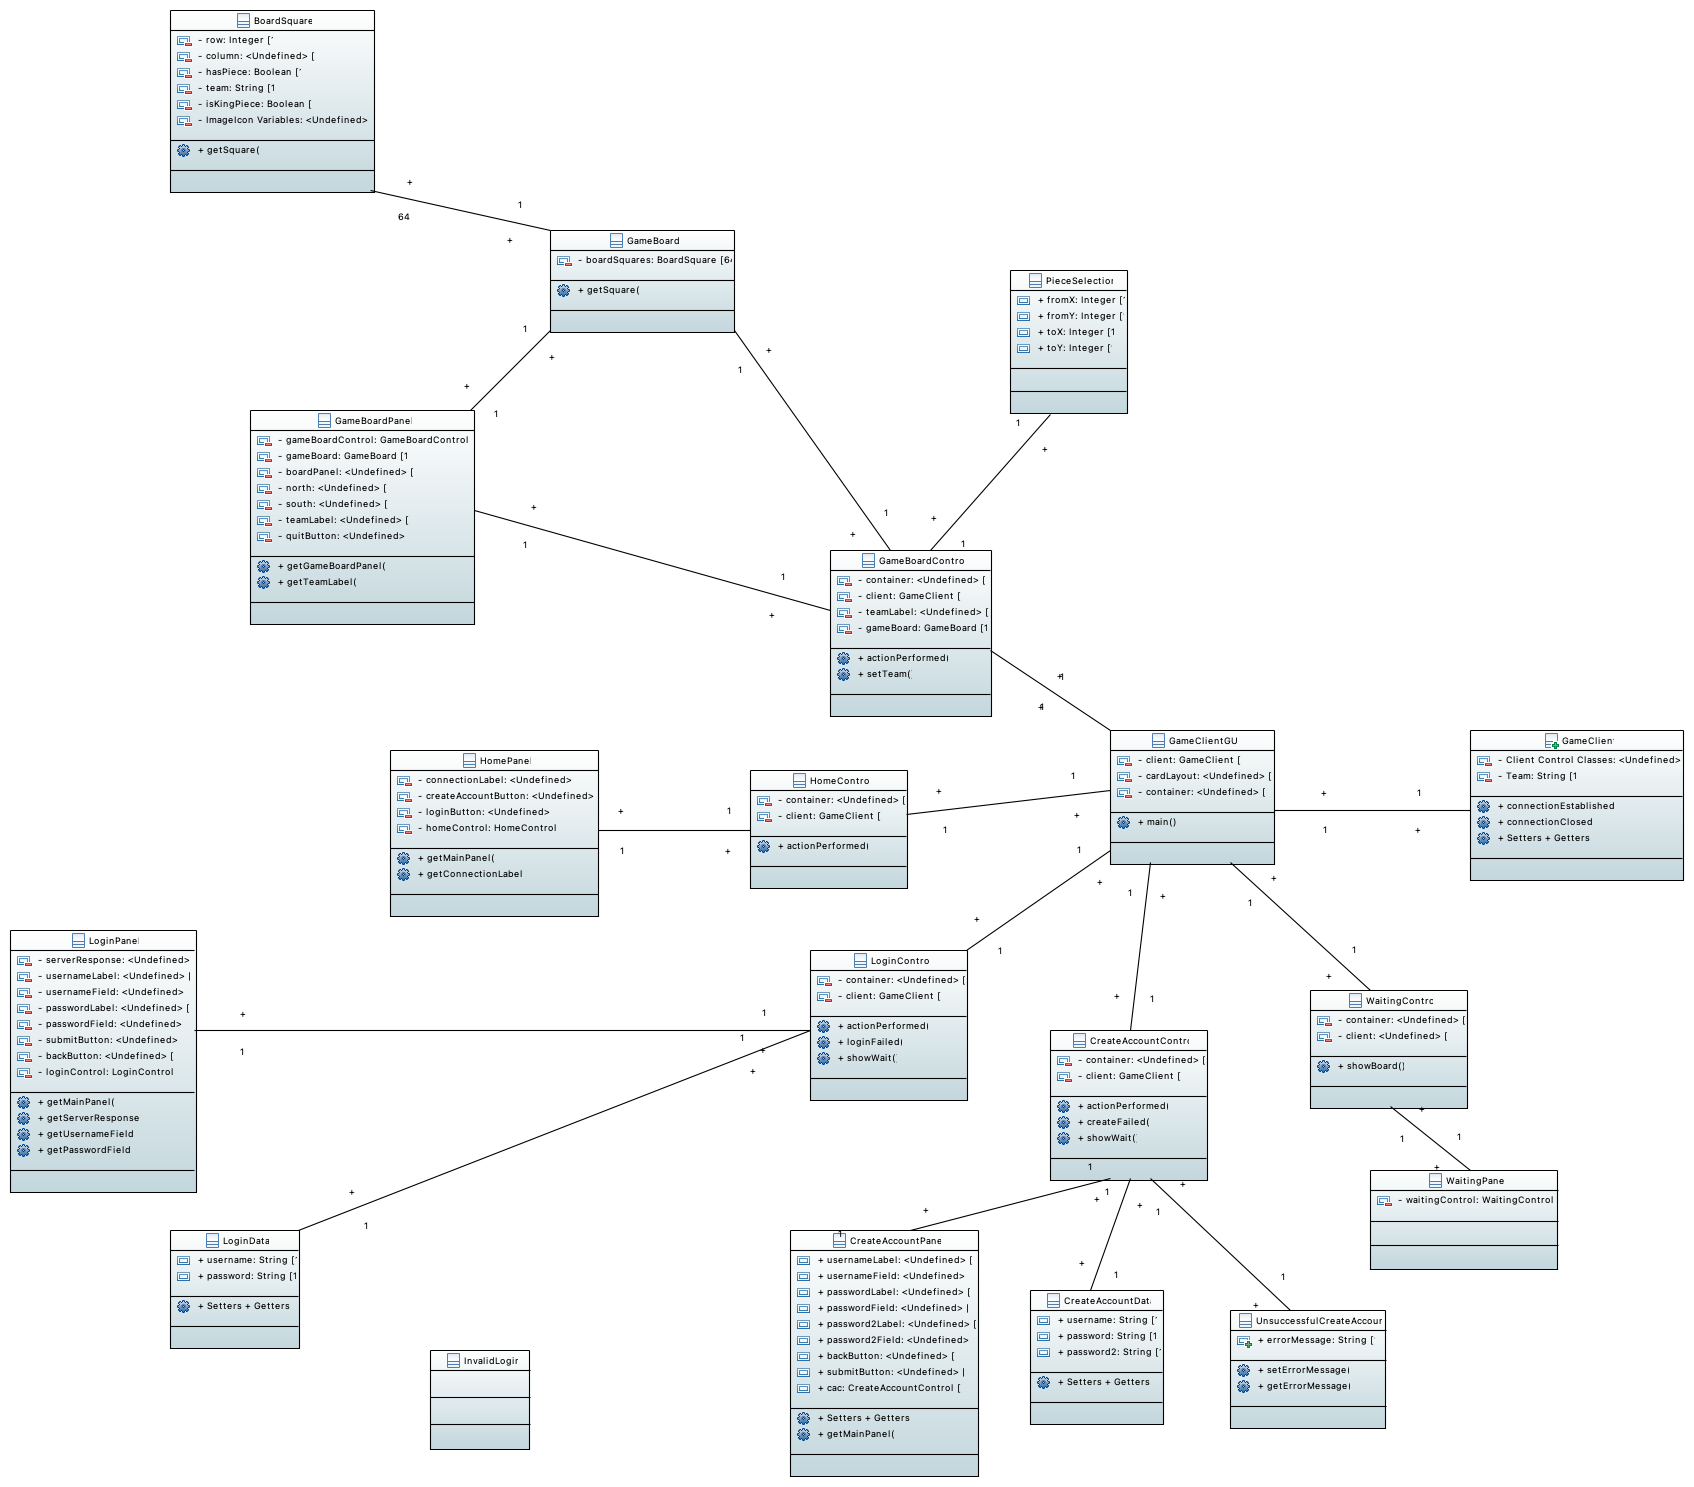 BoardSquare
- row: Integer [
- column: <Undefined> [
- hasPiece: Boolean [
- team: String [1
- isKingPiece: Boolean [
- ImageIcon Variables: <Undefined>
+ getSquare(
+
1
64
+
GameBoard
- boardSquares: BoardSquare [64
+ getSquare(
PieceSelection
+ fromX: Integer [
+ fromY: Integer [
+ toX: Integer [1
+ toY: Integer [
1
+
+
1
+
1
+
1
GameBoardPanel
- gameBoardControl: GameBoardControl
- gameBoard: GameBoard [1
- boardPanel: <Undefined> [
- north: <Undefined> [
- south: <Undefined> [
- teamLabel: <Undefined> [
- quitButton: <Undefined>
+ getGameBoardPanel(
+ getTeamLabel(
1
+
+
1
1
+
+
1
1
+
GameBoardContro
- container: <Undefined> [
- client: GameClient [
- teamLabel: <Undefined> [
- gameBoard: GameBoard [1
+ actionPerformed(
+ setTeam(
+1
+1
GameClientGU
- client: GameClient [
- cardLayout: <Undefined> [
- container: <Undefined> [
+ main()
GameClien
- Client Control Classes: <Undefined>
- Team: String [1
+ connectionEstablished
+ connectionClosed
+ Setters + Getters
+
1
1
+
HomePanel
- connectionLabel: <Undefined>
- createAccountButton: <Undefined>
- loginButton: <Undefined>
- homeControl: HomeControl
+ getMainPanel(
+ getConnectionLabel
+
1
1
+
HomeContro
- container: <Undefined> [
- client: GameClient [
+ actionPerformed(
1
+
+
1
1
+
+
1
1
+
+
1
+
1
1
+
LoginPanel
- serverResponse: <Undefined>
- usernameLabel: <Undefined> [
- usernameField: <Undefined>
- passwordLabel: <Undefined> [
- passwordField: <Undefined>
- submitButton: <Undefined>
- backButton: <Undefined> [
- loginControl: LoginControl
+ getMainPanel(
+ getServerResponse
+ getUsernameField
+ getPasswordField
+
1
1
+
1
+
LoginContro
- container: <Undefined> [
- client: GameClient [
+ actionPerformed(
+ loginFailed(
+ showWait(
CreateAccountContro
- container: <Undefined> [
- client: GameClient [
+ actionPerformed(
+ createFailed(
+ showWait(
WaitingContro
- container: <Undefined> [
- client: <Undefined> [
+ showBoard()
+
1
1
+
WaitingPane
- waitingControl: WaitingControl
+
1
LoginData
+ username: String [
+ password: String [1
+ Setters + Getters
InvalidLogin
1
+
+
1
1
+
+
1
+
1
1
+
CreateAccountPane
+ usernameLabel: <Undefined> [
+ usernameField: <Undefined>
+ passwordLabel: <Undefined> [
+ passwordField: <Undefined> [
+ password2Label: <Undefined> [
+ password2Field: <Undefined>
+ backButton: <Undefined> [
+ submitButton: <Undefined> [
+ cac: CreateAccountControl [
+ Setters + Getters
+ getMainPanel(
CreateAccountData
+ username: String [
+ password: String [1
+ password2: String [
+ Setters + Getters
UnsuccessfulCreateAccoun
+ errorMessage: String [
+ setErrorMessage(
+ getErrorMessage(